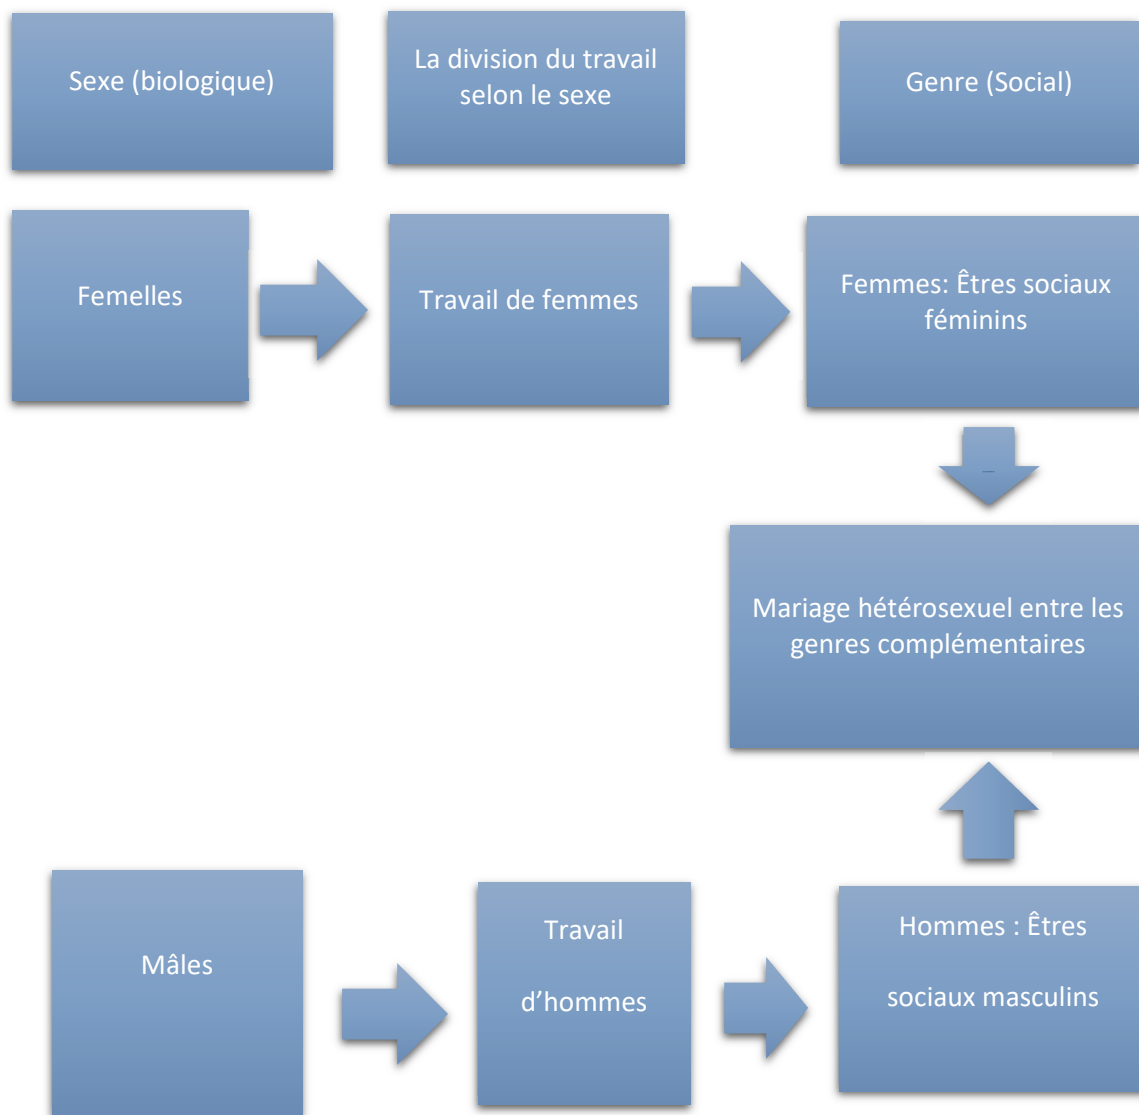 Sexe (biologique)
La division du travail
selon le sexe
Genre (Social)
Femelles
Travail de femmes
Femmes: Êtres sociaux
féminins
Mariage hétérosexuel entre les
genres complémentaires
Mâles
Travail
d’hommes
Hommes : Êtres
sociaux masculins